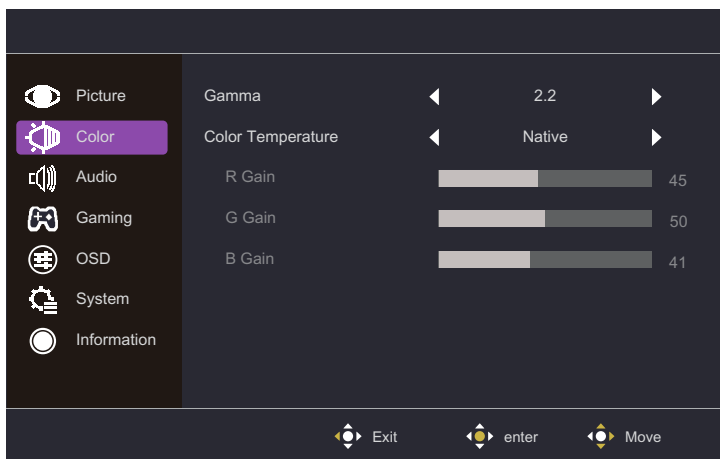 Picture
Gamma 2.2
Color
Color Temperature Native
Audio
R Gain 45
Gaming
G Gain 50
OSD
B Gain 41
System
Information
Exit enter Move